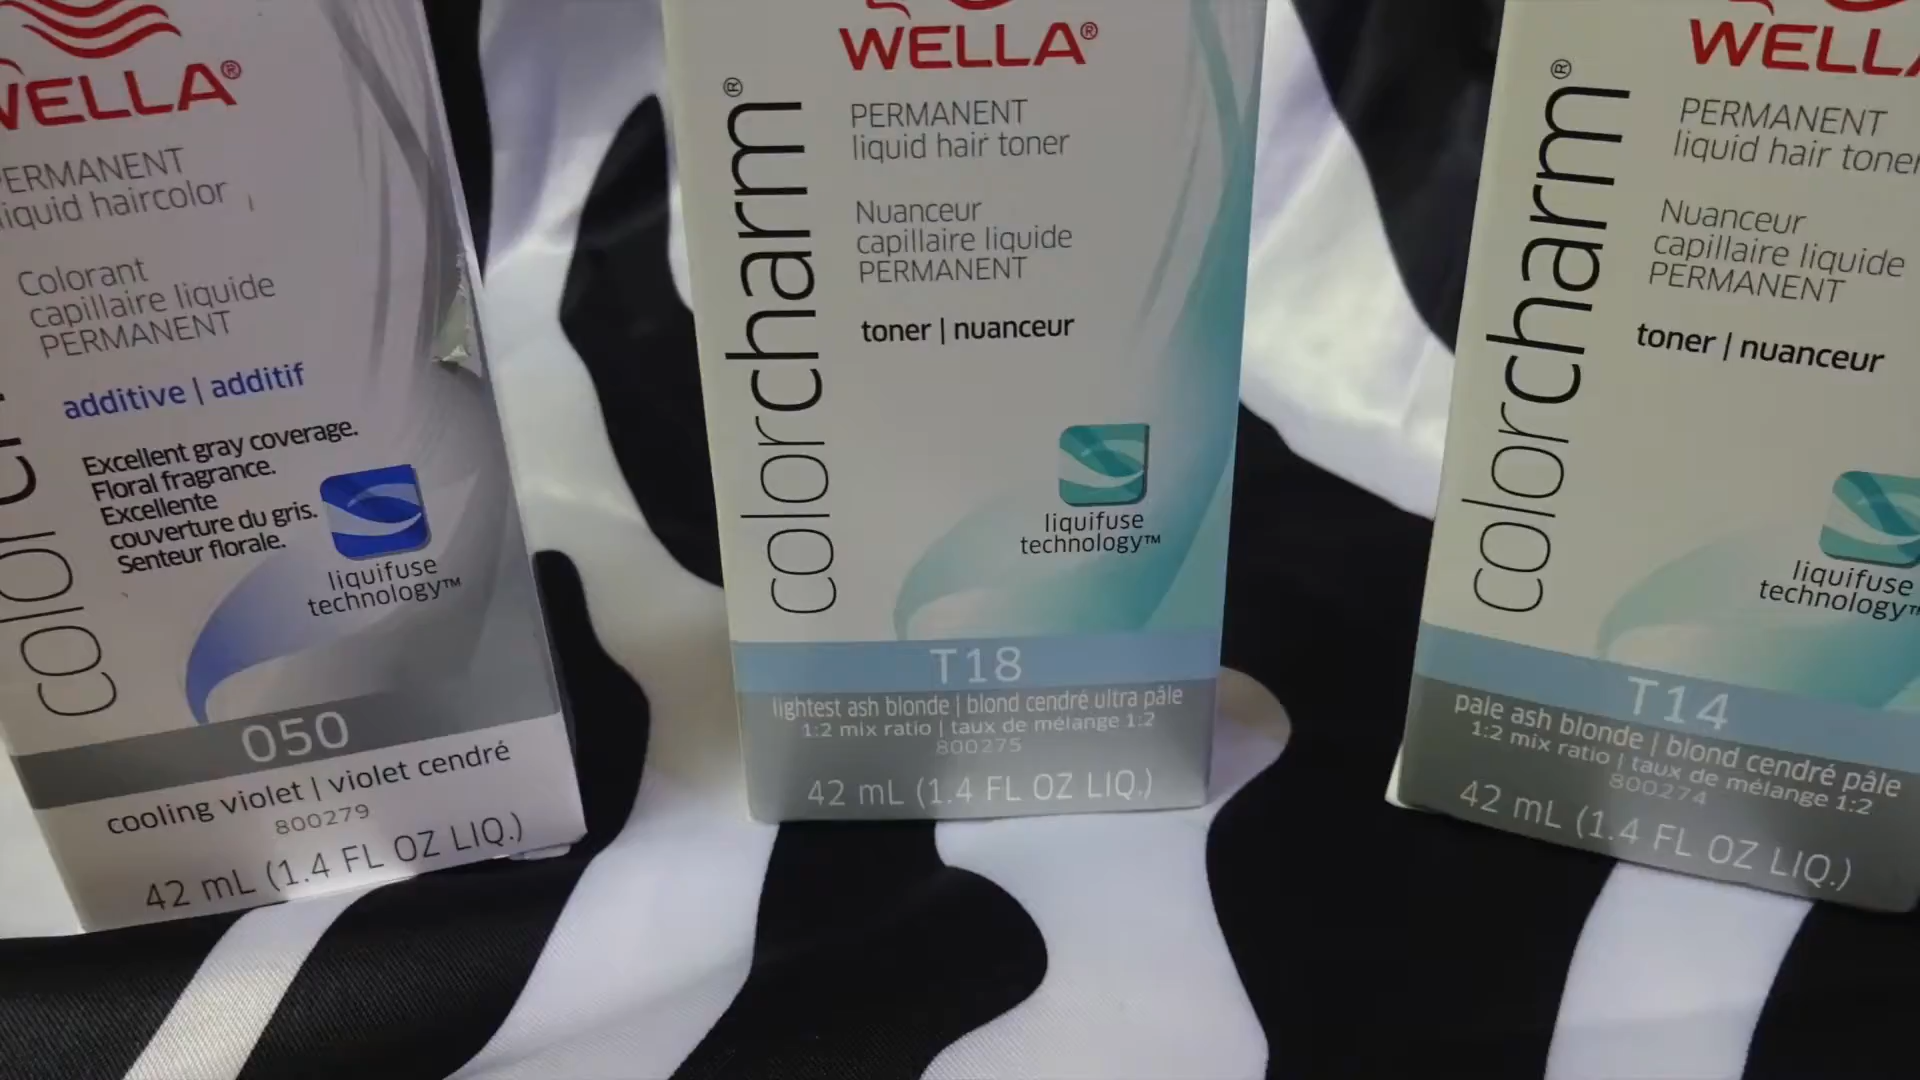 WELLA®
PERMANENT
liquid haircolor
Colorant
capillaire liquide
PERMANENT
additive | additif
Excellent gray coverage.
Floral fragrance.
Excellente
couverture du gris.
Senteur florale.
liquifuse
technology™
050
cooling violet | violet cendré
800279
42 mL (1.4 FL OZ LIQ.)
WELLA®
colorcharm®
PERMANENT
liquid hair toner
Nuanceur
capillaire liquide
PERMANENT
toner | nuanceur
liquifuse
technology™
T18
lightest ash blonde | blond cendré ultra pâle
1:2 mix ratio | taux de mélange 1:2
800275
42 mL (1.4 FL OZ LIQ.)
WELLA
colorcharm®
PERMANENT
liquid hair toner
Nuanceur
capillaire liquide
PERMANENT
toner | nuanceur
liquifuse
technology™
T14
pale ash blonde | blond cendré pâle
1:2 mix ratio | taux de mélange 1:2
800274
42 mL (1.4 FL OZ LIQ.)